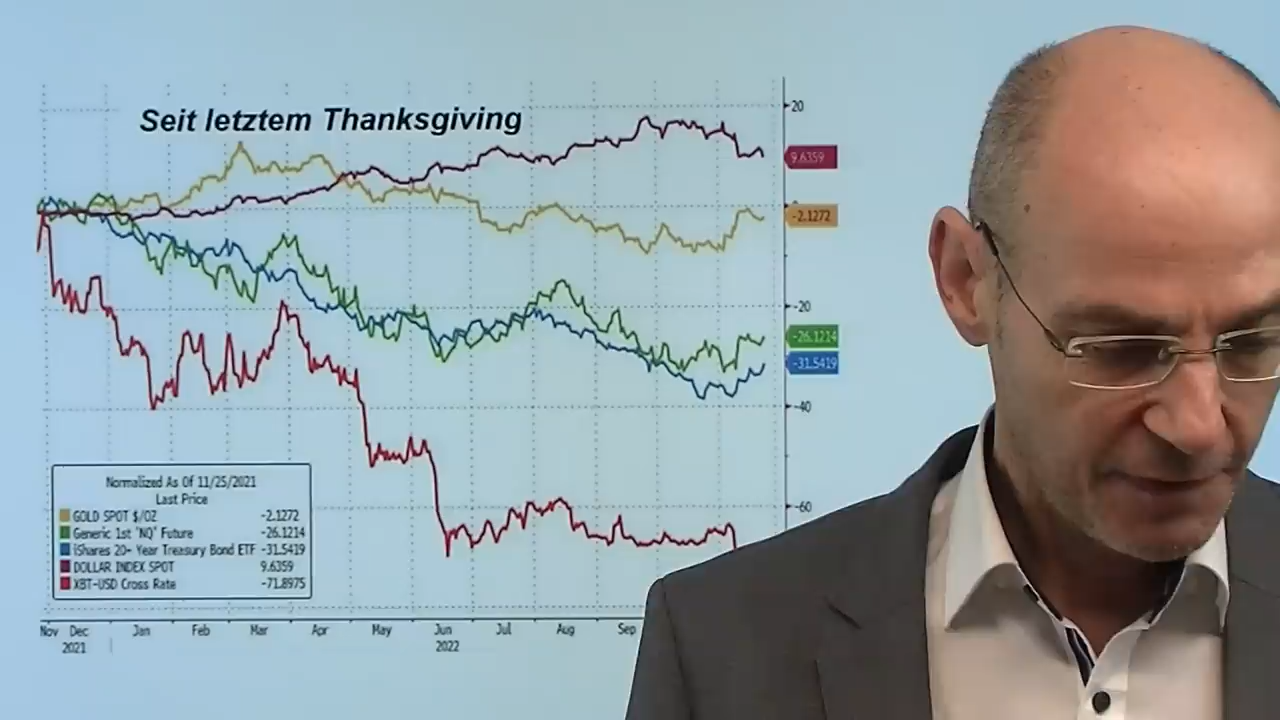 Seit letztem Thanksgiving
20
9.6359
-2.1272
-20
-26.1214
-31.5419
-40
-60
Normalized As Of 11/25/2021
Last Price
GOLD SPOT $/OZ -2.1272
Generic 1st 'NQ' Future -26.1214
iShares 20+ Year Treasury Bond ETF -31.5419
DOLLAR INDEX SPOT 9.6359
XBT-USD Cross Rate -71.8975
Nov Dec Jan Feb Mar Apr May Jun Jul Aug Sep
2021 2022